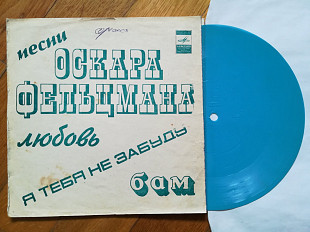 песни
ОСКАРА
ФЕЛЬЦМАНА
любовь
Я ТЕБЯ НЕ ЗАБУДУ
бам